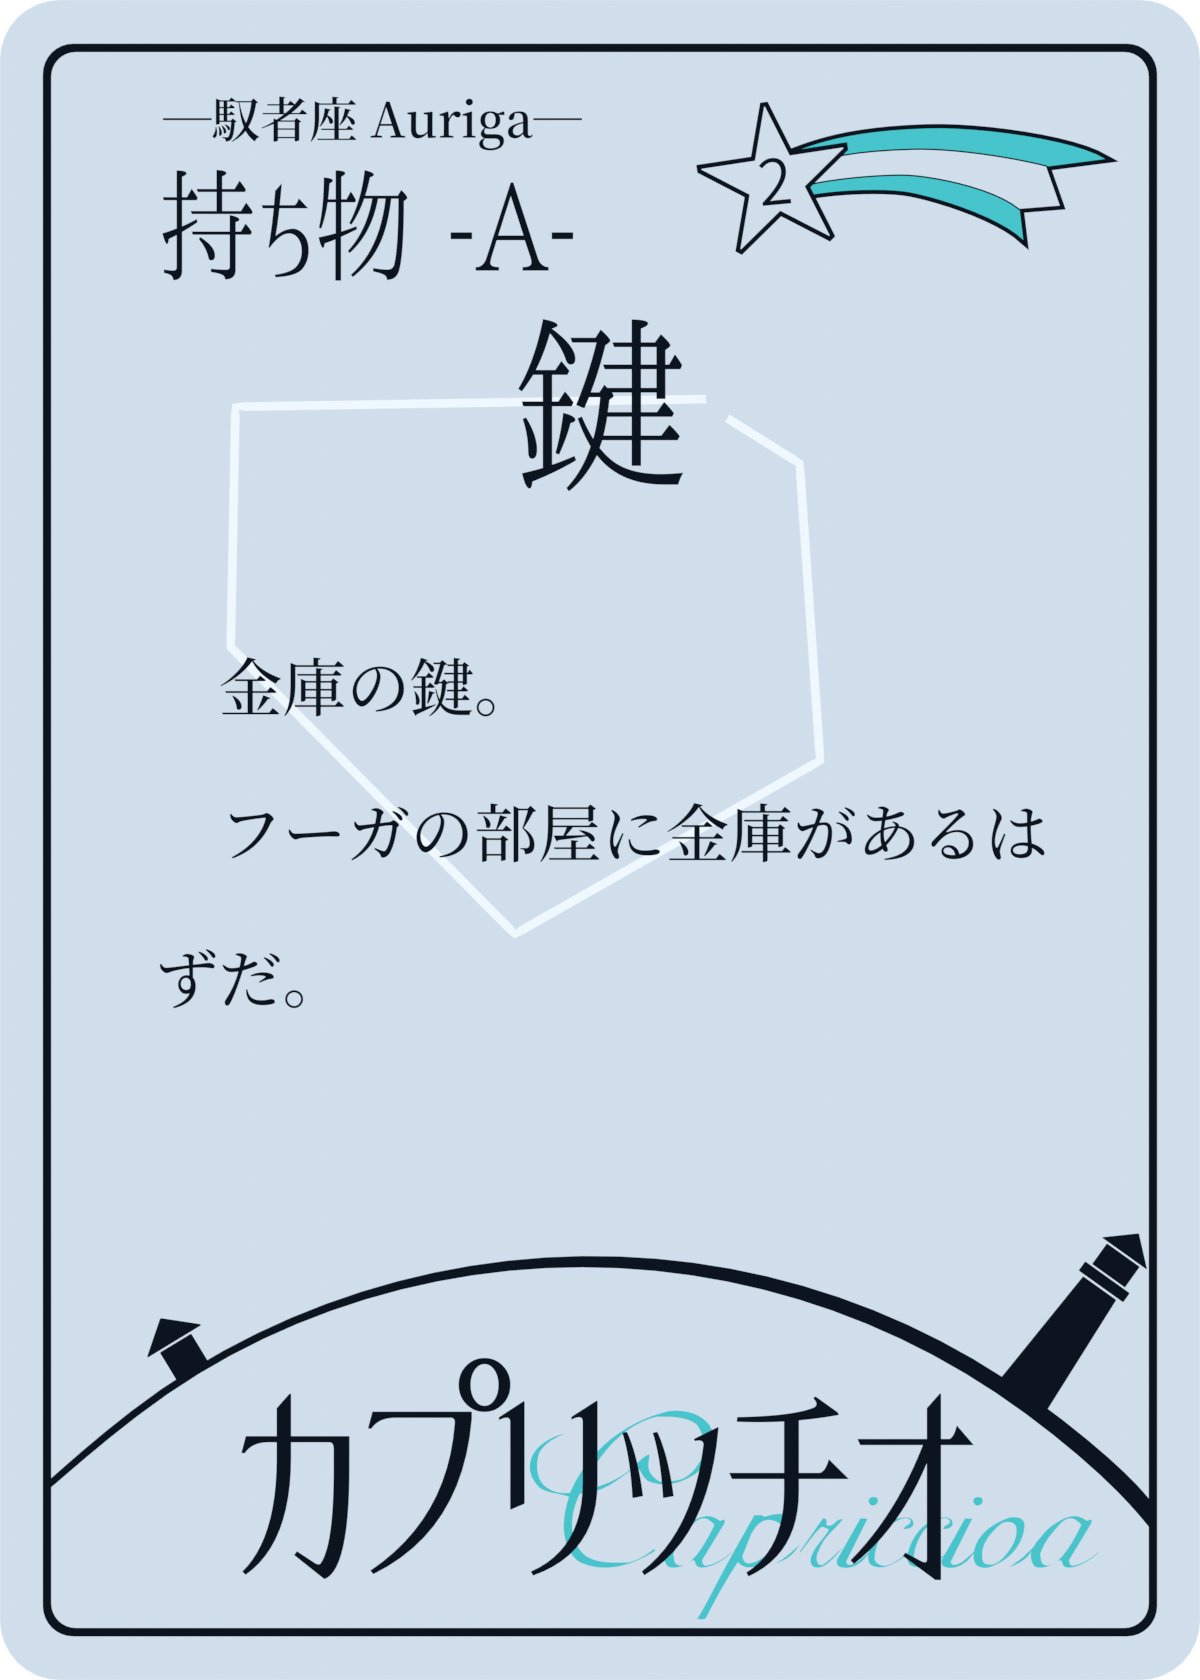 —馭者座 Auriga—
持ち物 -A-
2
鍵
金庫の鍵。
フーガの部屋に金庫があるは
ずだ。
カプリッチオ
Capriccioa